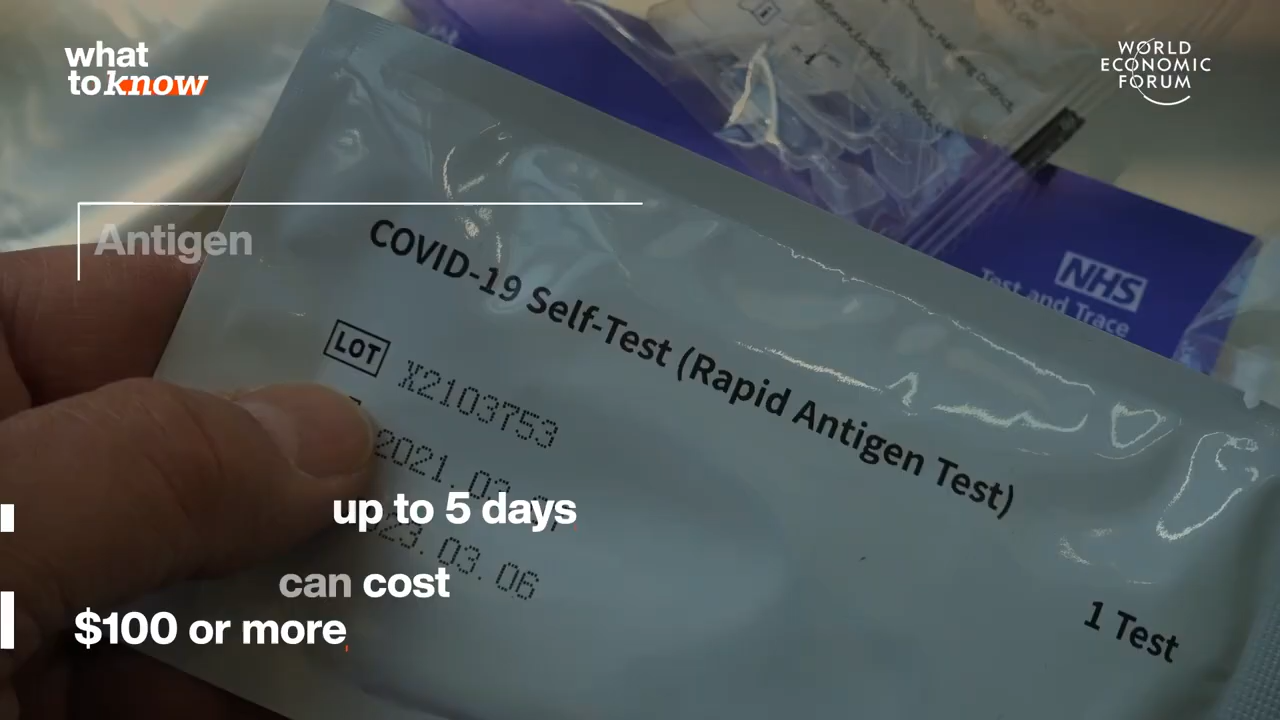 what
to know
WORLD
ECONOMIC
FORUM
Antigen
COVID-19 Self-Test (Rapid Antigen Test)
LOT
X2103753
2021.03.
23.03.06
1 Test
NHS
Test and Trace
up to 5 days
can cost
$100 or more